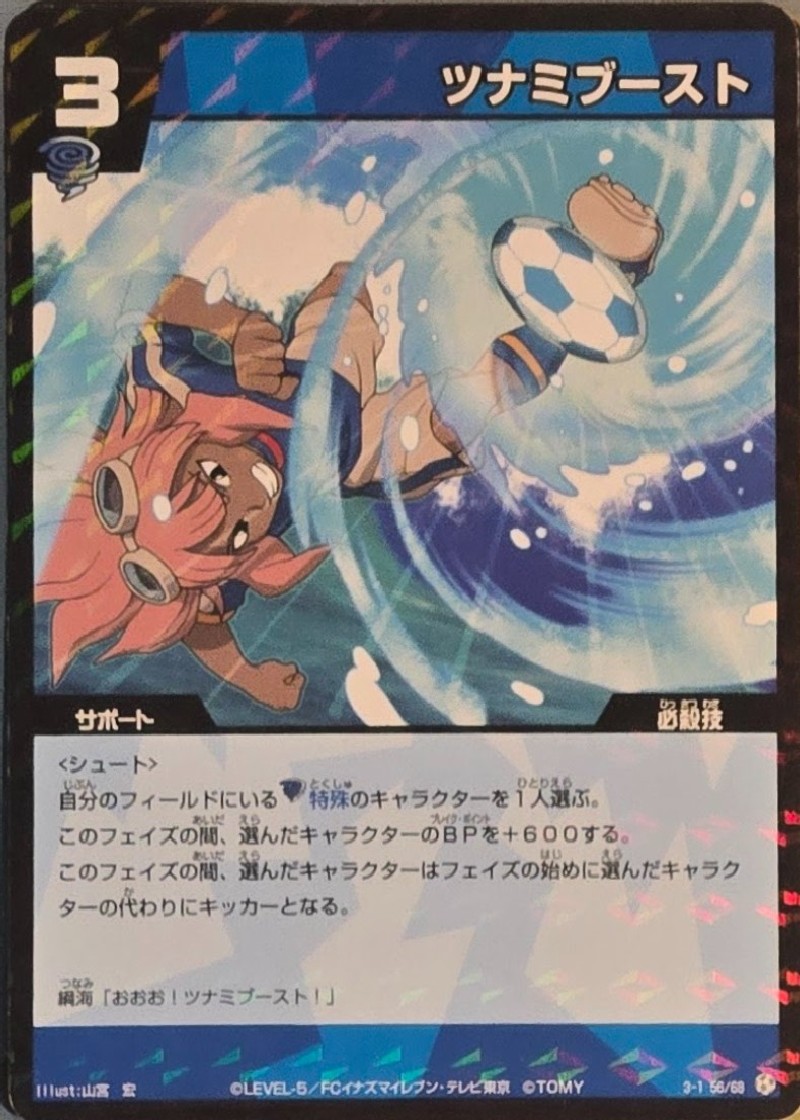 3
ツナミブースト
サポート
必殺技
<シュート>
自分のフィールドにいる 特殊のキャラクターを1人選ぶ。
このフェイズの間、選んだキャラクターのBPを+600する。
このフェイズの間、選んだキャラクターはフェイズの始めに選んだキャラク
ターの代わりにキッカーとなる。
綱海「おおお!ツナミブースト!」
Illust:山宮 宏
©LEVEL-5/FCイナズマイレブン・テレビ東京 ©TOMY
3-1 56/68